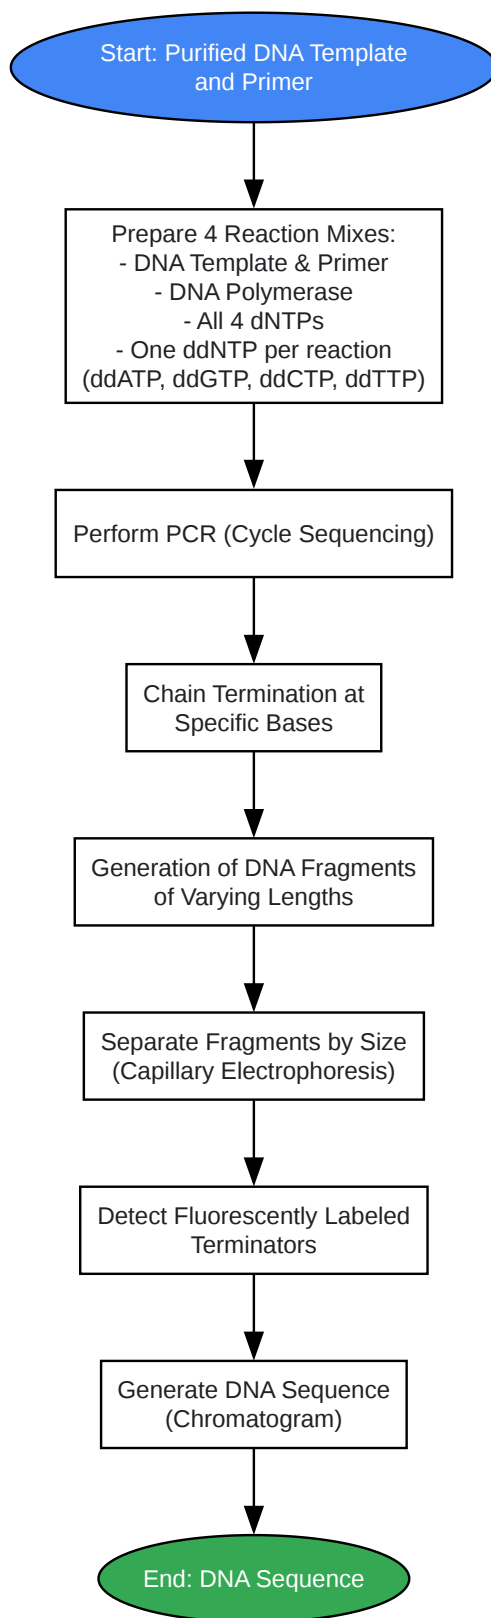 Start: Purified DNA Template
and Primer
Prepare 4 Reaction Mixes:
- DNA Template & Primer
- DNA Polymerase
- All 4 dNTPs
- One ddNTP per reaction
(ddATP, ddGTP, ddCTP, ddTTP)
Perform PCR (Cycle Sequencing)
Chain Termination at
Specific Bases
Generation of DNA Fragments
of Varying Lengths
Separate Fragments by Size
(Capillary Electrophoresis)
Detect Fluorescently Labeled
Terminators
Generate DNA Sequence
(Chromatogram)
End: DNA Sequence